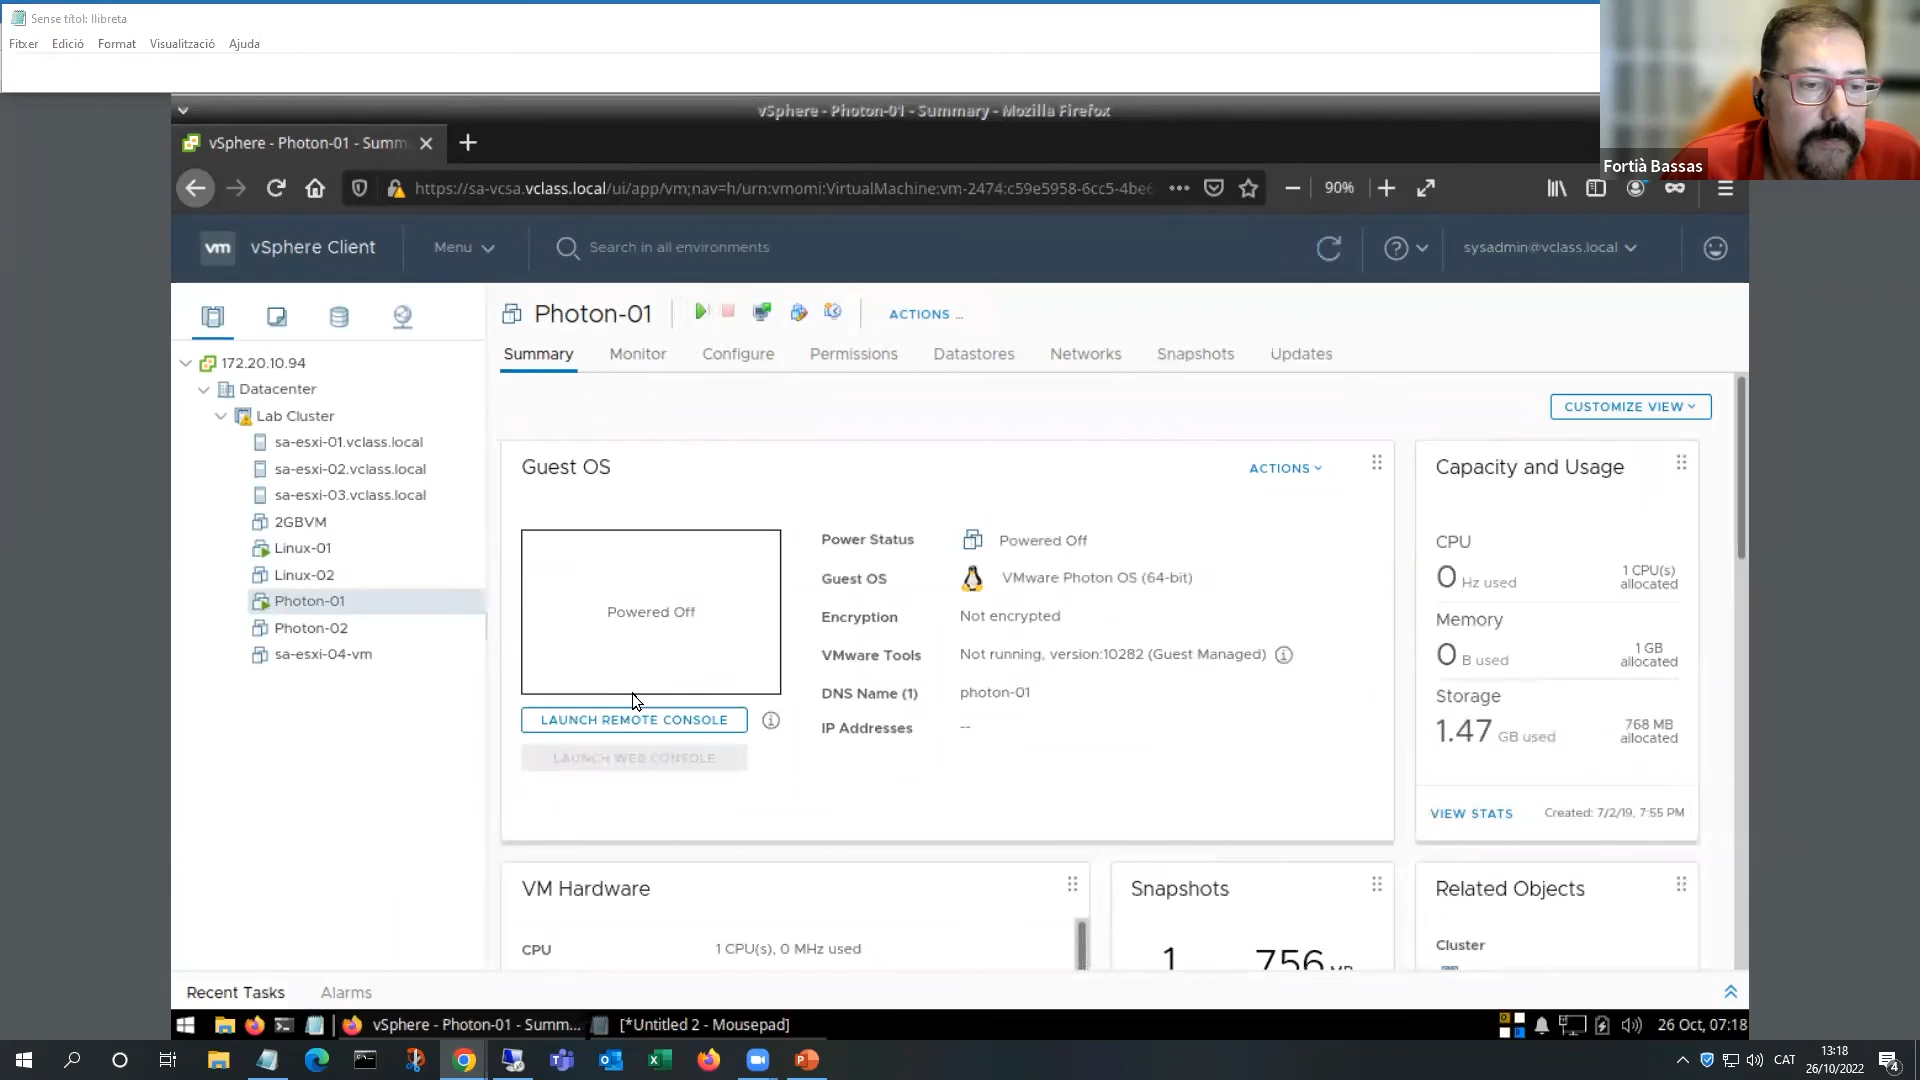 Sense títol: llibreta
Fitxer Edició Format Visualització Ajuda
Fortià Bassas
vSphere - Photon-01 - Summary - Mozilla Firefox
vSphere - Photon-01 - Summ
https://sa-vcsa.vclass.local/ui/app/vm;nav=h/urn:vmomi:VirtualMachine:vm-2474:c59e5958-6cc5-4be
90%
vm vSphere Client Menu Search in all environments sysadmin@vclass.local
Photon-01 ACTIONS
Summary Monitor Configure Permissions Datastores Networks Snapshots Updates
172.20.10.94
Datacenter
Lab Cluster
sa-esxi-01.vclass.local
sa-esxi-02.vclass.local
sa-esxi-03.vclass.local
2GBVM
Linux-01
Linux-02
Photon-01
Photon-02
sa-esxi-04-vm
CUSTOMIZE VIEW
Guest OS ACTIONS
Powered Off
LAUNCH REMOTE CONSOLE
LAUNCH WEB CONSOLE
Power Status Powered Off
Guest OS VMware Photon OS (64-bit)
Encryption Not encrypted
VMware Tools Not running, version:10282 (Guest Managed)
DNS Name (1) photon-01
IP Addresses --
Capacity and Usage
CPU
0 Hz used 1 CPU(s) allocated
Memory
0 B used 1 GB allocated
Storage
1.47 GB used 768 MB allocated
VIEW STATS Created: 7/2/19, 7:55 PM
VM Hardware
CPU 1 CPU(s), 0 MHz used
Snapshots
1 756 MB
Related Objects
Cluster
Recent Tasks Alarms
vSphere - Photon-01 - Summ... [*Untitled 2 - Mousepad] 26 Oct, 07:18
CAT 13:18
26/10/2022
4